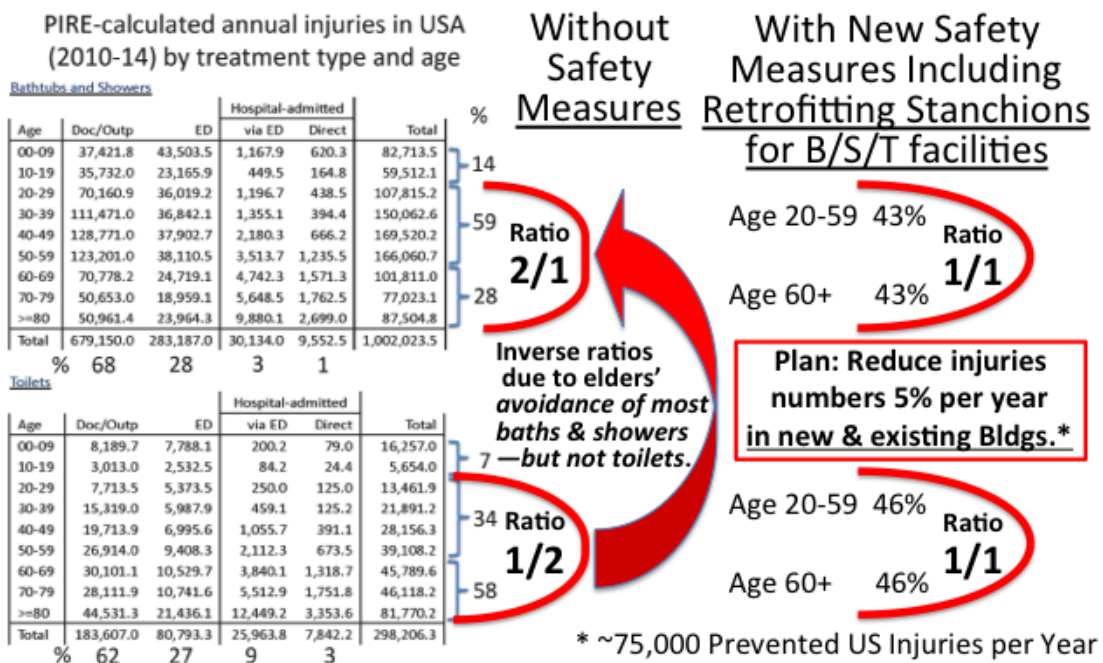 PIRE-calculated annual injuries in USA
(2010-14) by treatment type and age
Bathtubs and Showers
Hospital-admitted
%
Age Doc/Outp ED via ED Direct Total
00-09 37,421.8 43,503.5 1,167.9 620.3 82,713.5
10-19 35,732.0 23,165.9 449.5 164.8 59,512.1
14
20-29 70,160.9 36,019.2 1,196.7 438.5 107,815.2
30-39 111,471.0 36,842.1 1,355.1 394.4 150,062.6
40-49 128,771.0 37,902.7 2,180.3 666.2 169,520.2
50-59 123,201.0 38,110.5 3,513.7 1,235.5 166,060.7
59
60-69 70,778.2 24,719.1 4,742.3 1,571.3 101,811.0
70-79 50,653.0 18,959.1 5,648.5 1,762.5 77,023.1
>=80 50,961.4 23,964.3 9,880.1 2,699.0 87,504.8
28
Total 679,150.0 283,187.0 30,134.0 9,552.5 1,002,023.5
% 68 28 3 1
Toilets
Hospital-admitted
Age Doc/Outp ED via ED Direct Total
00-09 8,189.7 7,788.1 200.2 79.0 16,257.0
10-19 3,013.0 2,532.5 84.2 24.4 5,654.0
7
20-29 7,713.5 5,373.5 250.0 125.0 13,461.9
30-39 15,319.0 5,987.9 459.1 125.2 21,891.2
40-49 19,713.9 6,995.6 1,055.7 391.1 28,156.3
50-59 26,914.0 9,408.3 2,112.3 673.5 39,108.2
34
60-69 30,101.1 10,529.7 3,840.1 1,318.7 45,789.6
70-79 28,111.9 10,741.6 5,512.9 1,751.8 46,118.2
>=80 44,531.3 21,436.1 12,449.2 3,353.6 81,770.2
58
Total 183,607.0 80,793.3 25,963.8 7,842.2 298,206.3
% 62 27 9 3
Without
Safety
Measures
Ratio
2/1
Inverse ratios
due to elders'
avoidance of most
baths & showers
—but not toilets.
Ratio
1/2
With New Safety
Measures Including
Retrofitting Stanchions
for B/S/T facilities
Age 20-59 43%
Ratio
1/1
Age 60+ 43%
Plan: Reduce injuries
numbers 5% per year
in new & existing Bldgs.*
Age 20-59 46%
Ratio
1/1
Age 60+ 46%
* ~75,000 Prevented US Injuries per Year